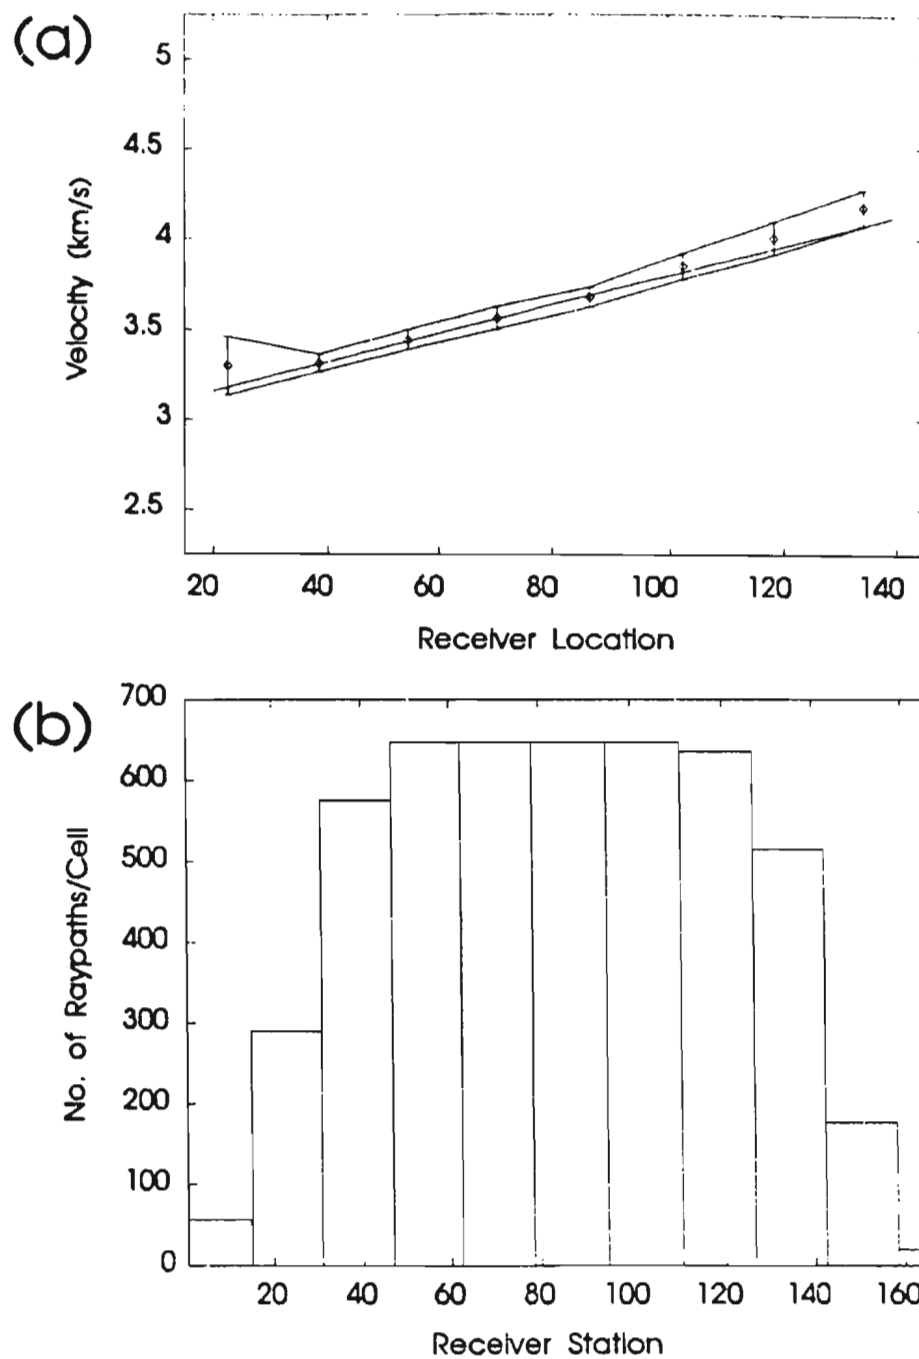 (a)
5
4.5
4
3.5
3
2.5
Velocity (km/s)
20 40 60 80 100 120 140
Receiver Location
(b)
700
600
500
400
300
200
100
0
No. of Raypaths/Cell
20 40 60 80 100 120 140 160
Receiver Station